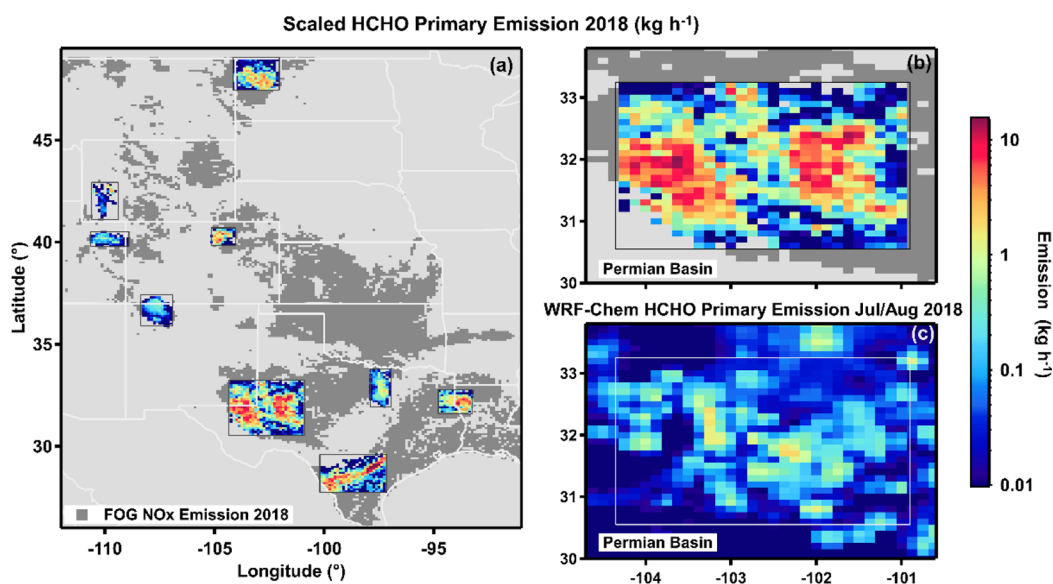 Scaled HCHO Primary Emission 2018 (kg h-1)
(a)
45
40
35
30
Latitude (°)
FOG NOx Emission 2018
-110
-105
-100
-95
Longitude (°)
(b)
33
32
31
30
Permian Basin
WRF-Chem HCHO Primary Emission Jul/Aug 2018
(c)
33
32
31
30
Permian Basin
-104
-103
-102
-101
10
1
0.1
0.01
Emission (kg h-1)